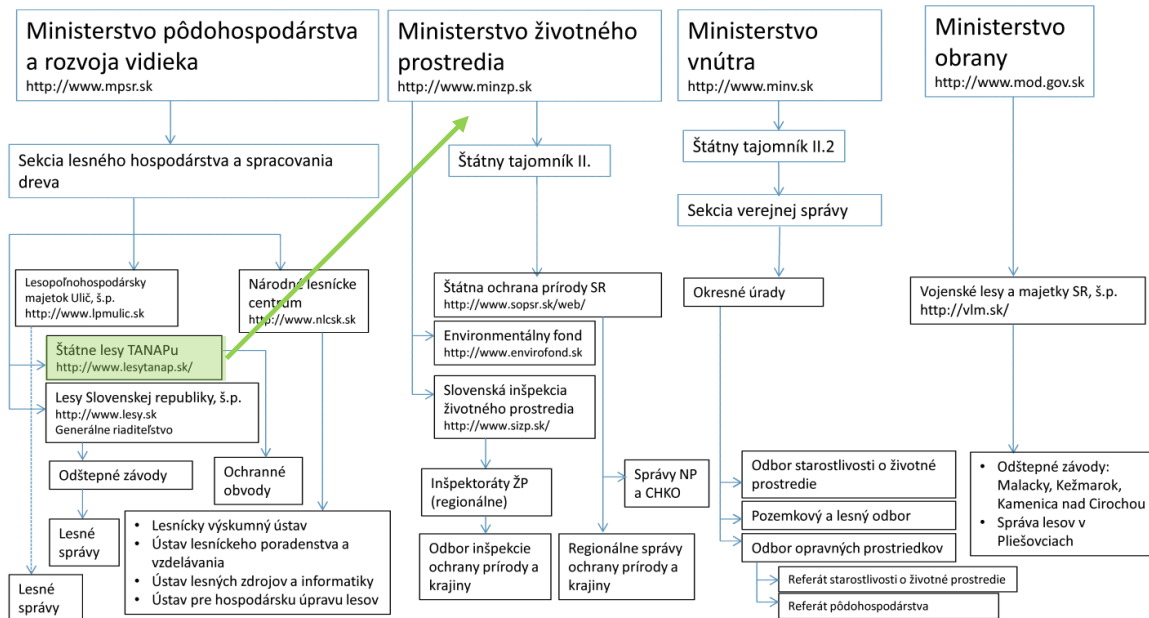 Ministerstvo pôdohospodárstva
a rozvoja vidieka
http://www.mpsr.sk
Ministerstvo životného
prostredia
http://www.minzp.sk
Ministerstvo
vnútra
http://www.minv.sk
Ministerstvo
obrany
http://www.mod.gov.sk
Sekcia lesného hospodárstva a spracovania
dreva
Štátny tajomník II.
Štátny tajomník II.2
Sekcia verejnej správy
Lesopoľnohospodársky
majetok Ulič, š.p.
http://www.lpmulic.sk
Národné lesnícke
centrum
http://www.nlcsk.sk
Štátna ochrana prírody SR
http://www.sopsr.sk/web/
Okresné úrady
Vojenské lesy a majetky SR, š.p.
http://vlm.sk/
Štátne lesy TANAPu
http://www.lesytanap.sk/
Environmentálny fond
http://www.envirofond.sk
Lesy Slovenskej republiky, š.p.
http://www.lesy.sk
Generálne riaditeľstvo
Slovenská inšpekcia
životného prostredia
http://www.sizp.sk/
Odštepné závody
Ochranné
obvody
Inšpektoráty ŽP
(regionálne)
Správy NP
a CHKO
Odbor starostlivosti o životné
prostredie
• Odštepné závody:
Malacky, Kežmarok,
Kamenica nad Cirochou
• Správa lesov v
Pliešovciach
Lesné
správy
• Lesnícky výskumný ústav
• Ústav lesníckeho poradenstva a
vzdelávania
• Ústav lesných zdrojov a informatiky
• Ústav pre hospodársku úpravu lesov
Odbor inšpekcie
ochrany prírody a
krajiny
Regionálne správy
ochrany prírody a
krajiny
Pozemkový a lesný odbor
Odbor opravných prostriedkov
Referát starostlivosti o životné prostredie
Referát pôdohospodárstva
Lesné
správy